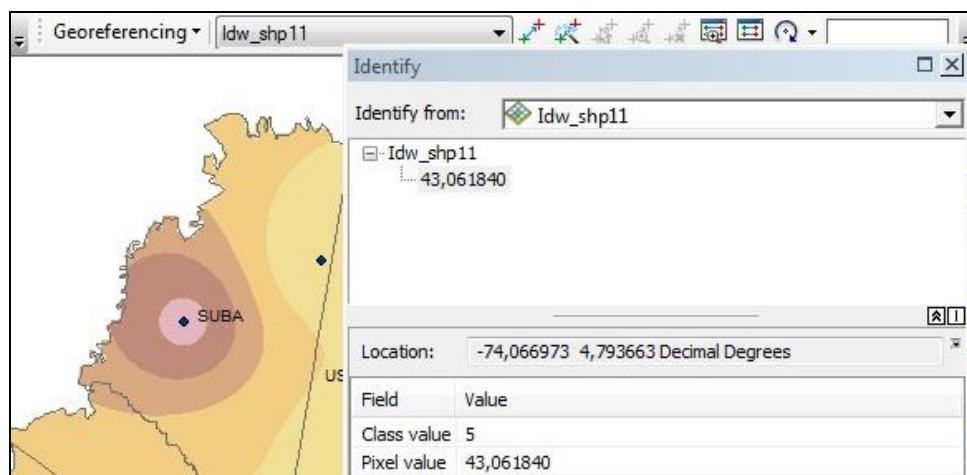 Georeferencing Idw_shp11
Identify
Identify from: Idw_shp11
Idw_shp11
43,061840
SUBA
US
Location: -74,066973 4,793663 Decimal Degrees
Field Value
Class value 5
Pixel value 43,061840